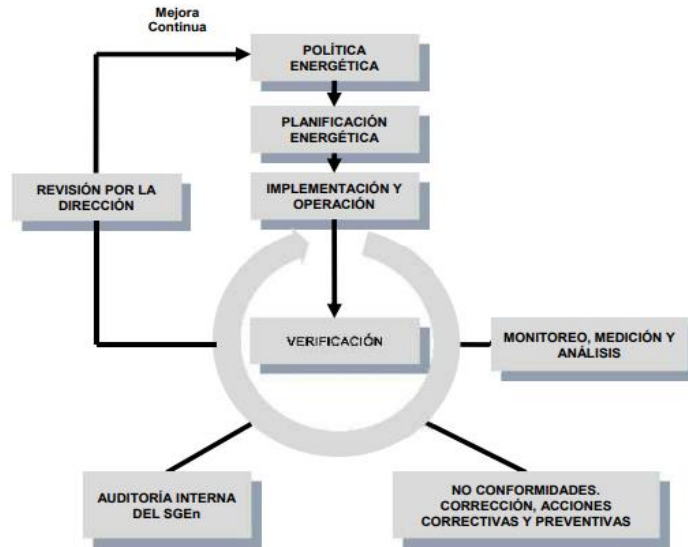 Mejora
Continua
POLÍTICA
ENERGÉTICA
PLANIFICACIÓN
ENERGÉTICA
REVISIÓN POR LA
DIRECCIÓN
IMPLEMENTACIÓN Y
OPERACIÓN
VERIFICACIÓN
MONITOREO, MEDICIÓN Y
ANÁLISIS
AUDITORÍA INTERNA
DEL SGEn
NO CONFORMIDADES.
CORRECCIÓN, ACCIONES
CORRECTIVAS Y PREVENTIVAS